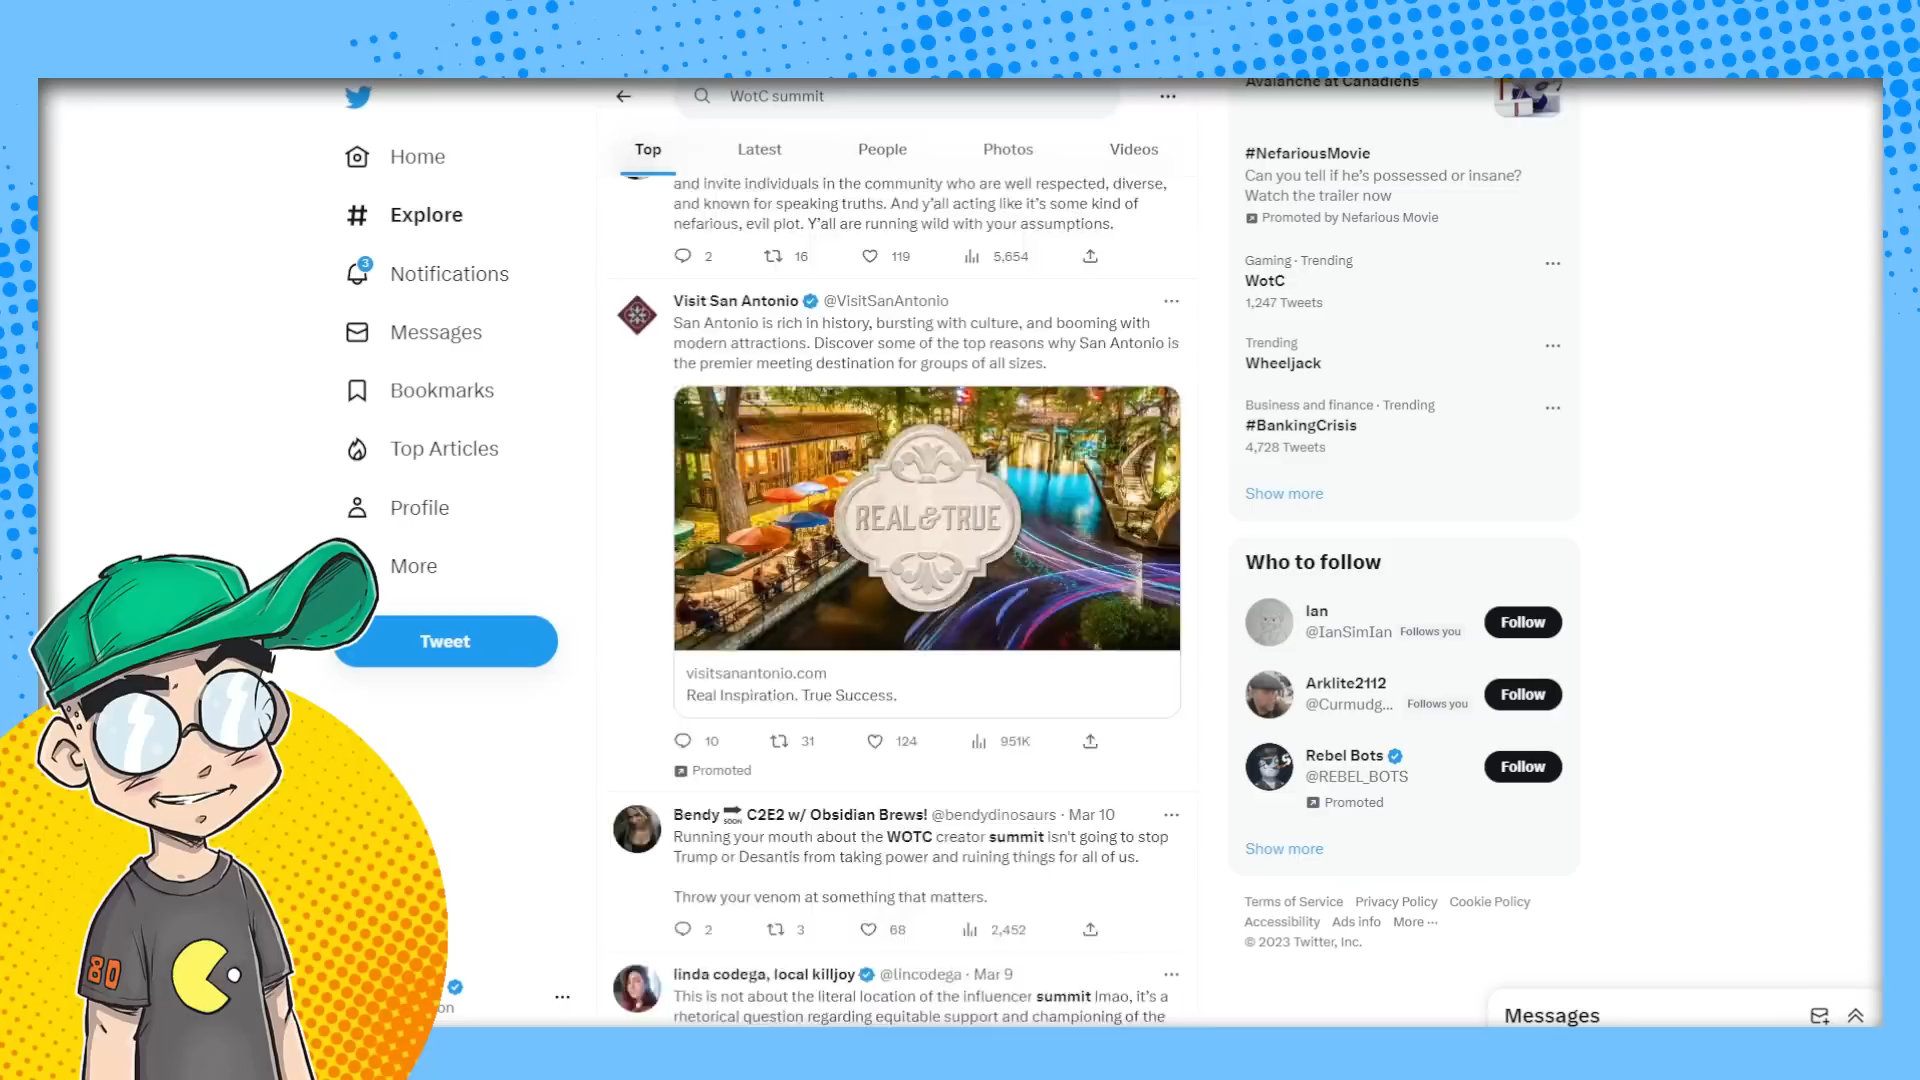 WotC summit
Home
Explore
3
Notifications
Messages
Bookmarks
Top Articles
Profile
More
Tweet
on
Top Latest People Photos Videos
and invite individuals in the community who are well respected, diverse,
and known for speaking truths. And y'all acting like it's some kind of
nefarious, evil plot. Y'all are running wild with your assumptions.
2 16 119 5,654
Visit San Antonio @VisitSanAntonio
San Antonio is rich in history, bursting with culture, and booming with
modern attractions. Discover some of the top reasons why San Antonio is
the premier meeting destination for groups of all sizes.
REAL & TRUE
visitsanantonio.com
Real Inspiration. True Success.
10 31 124 951K
Promoted
Bendy SOON C2E2 w/ Obsidian Brews! @bendydinosaurs · Mar 10
Running your mouth about the WOTC creator summit isn't going to stop
Trump or Desantis from taking power and ruining things for all of us.
Throw your venom at something that matters.
2 3 68 2,452
linda codega, local killjoy @lincodega · Mar 9
This is not about the literal location of the influencer summit lmao, it's a
rhetorical question regarding equitable support and championing of the
Avalanche at Canadiens
#NefariousMovie
Can you tell if he's possessed or insane?
Watch the trailer now
Promoted by Nefarious Movie
Gaming · Trending
WotC
1,247 Tweets
Trending
Wheeljack
Business and finance · Trending
#BankingCrisis
4,728 Tweets
Show more
Who to follow
Ian
@IanSimIan Follows you
Follow
Arklite2112
@Curmudg... Follows you
Follow
Rebel Bots
@REBEL_BOTS
Follow
Promoted
Show more
Terms of Service Privacy Policy Cookie Policy
Accessibility Ads info More ···
© 2023 Twitter, Inc.
Messages
80